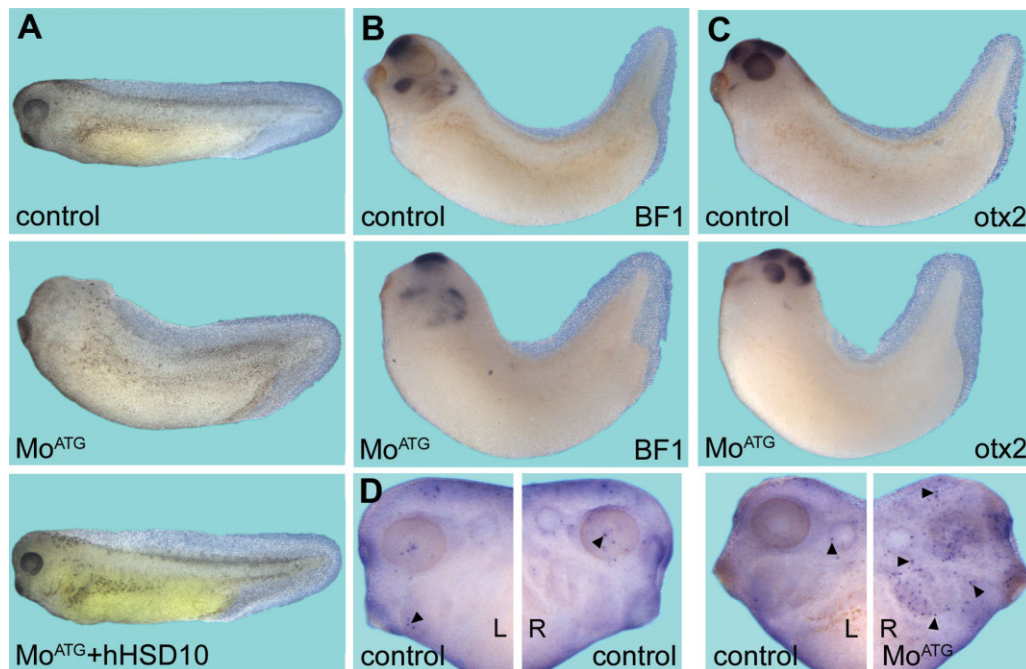 A
control
Mo^ATG
Mo^ATG+hHSD10
B
control BF1
Mo^ATG BF1
C
control otx2
Mo^ATG otx2
D
control L R control
control L R Mo^ATG